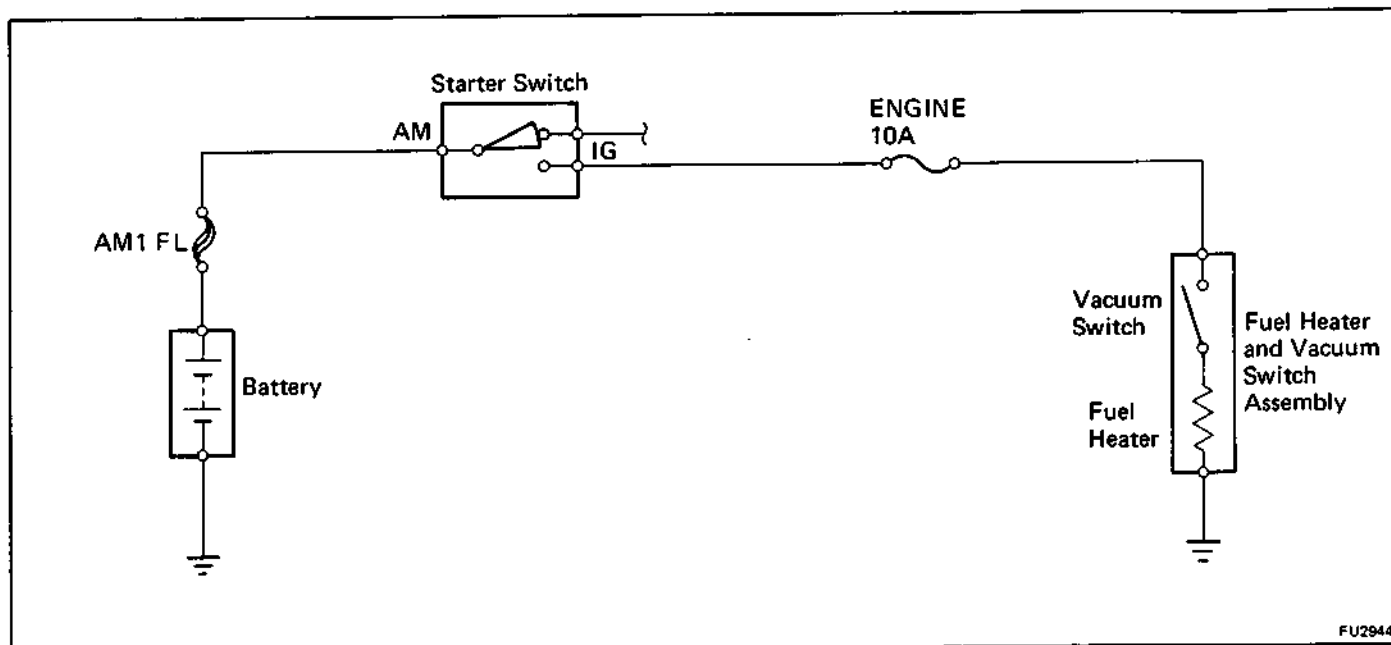 Starter Switch
AM
IG
ENGINE
10A
AM1 FL
Battery
Vacuum
Switch
Fuel
Heater
Fuel Heater
and Vacuum
Switch
Assembly
FU2944